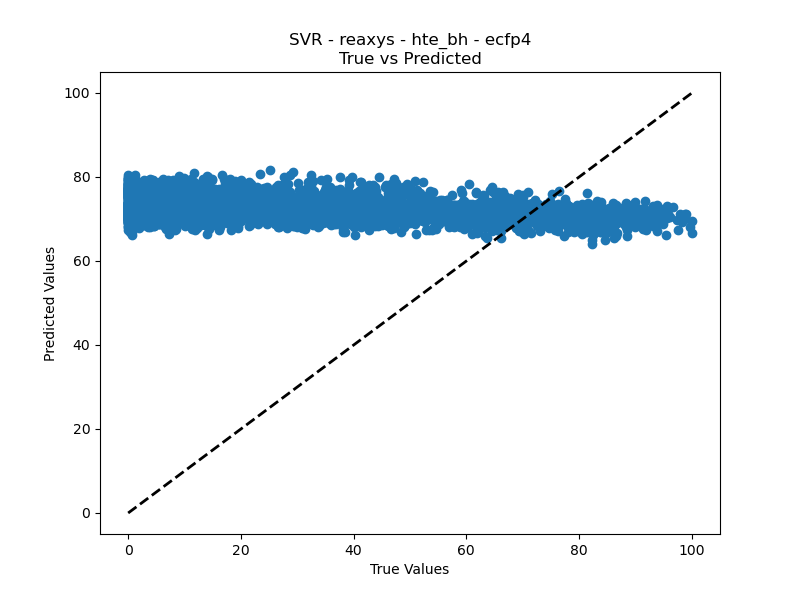 SVR - reaxys - hte_bh - ecfp4
True vs Predicted
100
80
60
40
20
0
Predicted Values
0 20 40 60 80 100
True Values